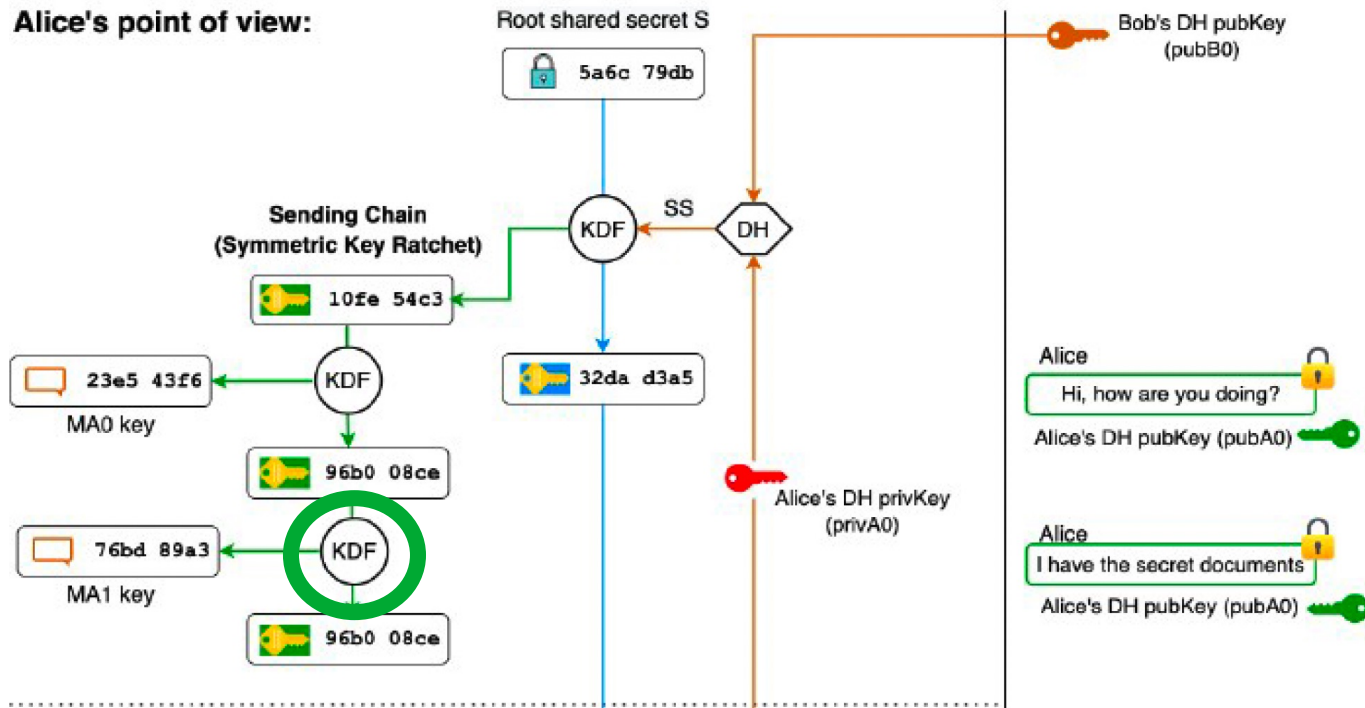 Alice's point of view:
Root shared secret S
Bob's DH pubKey
(pubB0)
5a6c 79db
Sending Chain
(Symmetric Key Ratchet)
KDF
SS
DH
10fe 54c3
KDF
23e5 43f6
MA0 key
32da d3a5
96b0 08ce
KDF
76bd 89a3
MA1 key
96b0 08ce
Alice's DH privKey
(privA0)
Alice
Hi, how are you doing?
Alice's DH pubKey (pubA0)
Alice
I have the secret documents
Alice's DH pubKey (pubA0)